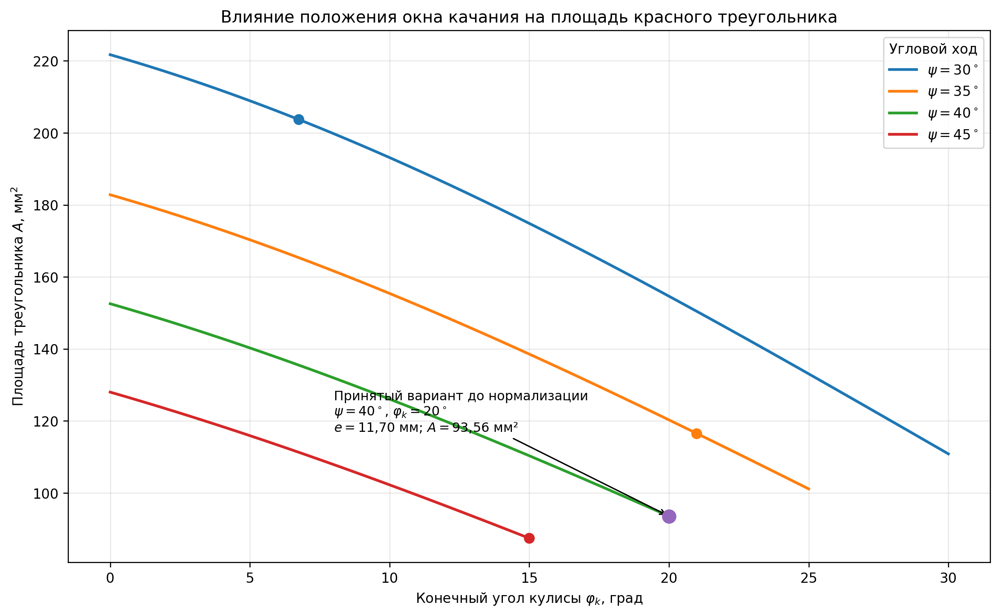 Влияние положения окна качания на площадь красного треугольника
Площадь треугольника A, мм²
220
200
180
160
140
120
100
Угловой ход
ψ = 30°
ψ = 35°
ψ = 40°
ψ = 45°
Принятый вариант до нормализации
ψ = 40°, φₖ = 20°
e = 11,70 мм; A = 93,56 мм²
0 5 10 15 20 25 30
Конечный угол кулисы φₖ, град